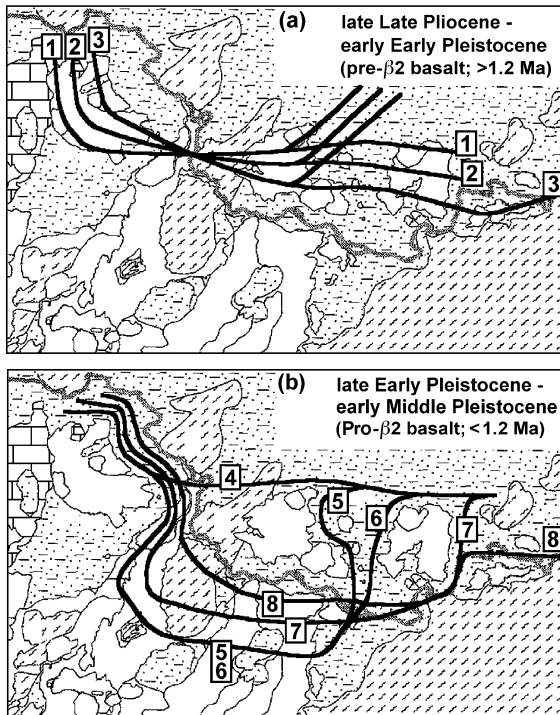 (a)
late Late Pliocene -
early Early Pleistocene
(pre-β2 basalt; >1.2 Ma)
1 2 3
1
2
3
(b)
late Early Pleistocene -
early Middle Pleistocene
(Pro-β2 basalt; <1.2 Ma)
4
5
6
7
8
8
7
5
6